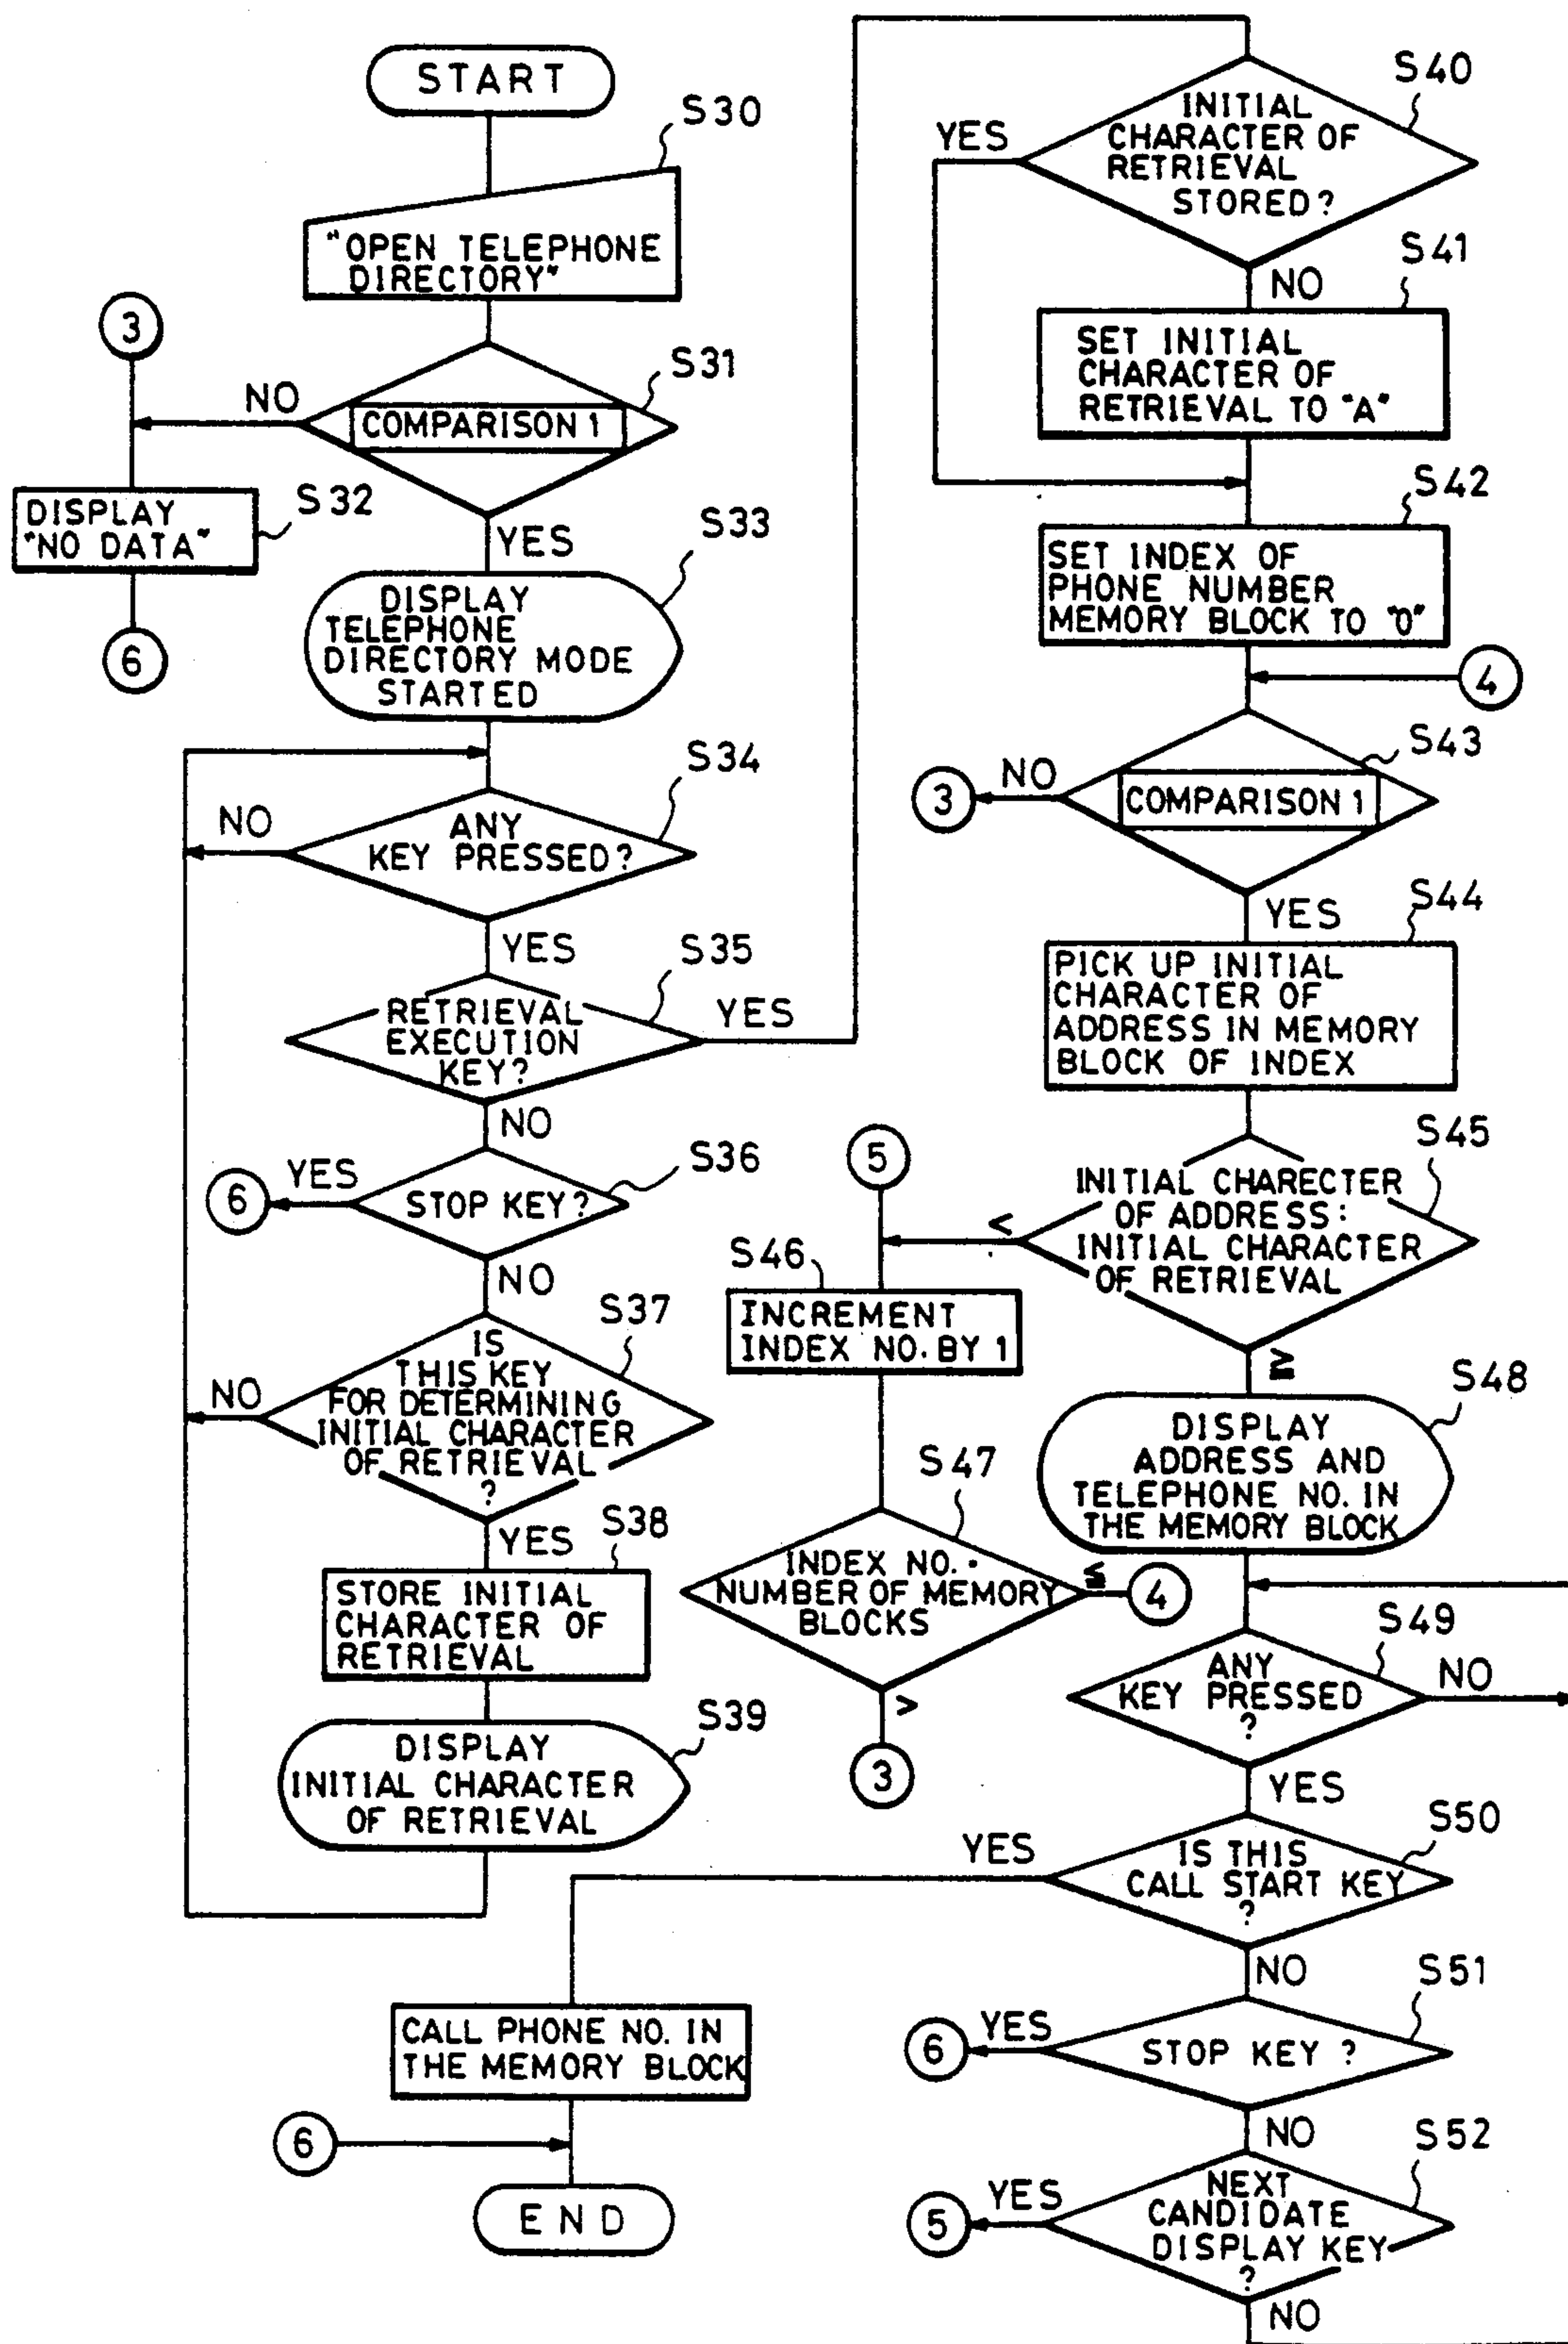 START
S30
"OPEN TELEPHONE
DIRECTORY"
3
NO
S31
COMPARISON 1
DISPLAY
"NO DATA"
S32
6
YES
S33
DISPLAY
TELEPHONE
DIRECTORY MODE
STARTED
S34
NO
ANY
KEY PRESSED?
YES
S35
RETRIEVAL
EXECUTION
KEY?
YES
NO
S36
6
YES
STOP KEY?
NO
S37
NO
IS
THIS KEY
FOR DETERMINING
INITIAL CHARACTER
OF RETRIEVAL
?
YES
S38
STORE INITIAL
CHARACTER OF
RETRIEVAL
S39
DISPLAY
INITIAL CHARACTER
OF RETRIEVAL
CALL PHONE NO. IN
THE MEMORY BLOCK
6
END
S40
YES
INITIAL
CHARACTER OF
RETRIEVAL
STORED?
NO
S41
SET INITIAL
CHARACTER OF
RETRIEVAL TO "A"
S42
SET INDEX OF
PHONE NUMBER
MEMORY BLOCK TO "0"
4
S43
3
NO
COMPARISON 1
YES
S44
PICK UP INITIAL
CHARACTER OF
ADDRESS IN MEMORY
BLOCK OF INDEX
S45
5
<
INITIAL CHARECTER
OF ADDRESS:
INITIAL CHARACTER
OF RETRIEVAL
≧
S46
INCREMENT
INDEX NO. BY 1
S47
INDEX NO. ·
NUMBER OF MEMORY
BLOCKS
≦
4
>
3
S48
DISPLAY
ADDRESS AND
TELEPHONE NO. IN
THE MEMORY BLOCK
S49
ANY
KEY PRESSED
?
NO
YES
S50
YES
IS THIS
CALL START KEY
?
NO
S51
6
YES
STOP KEY ?
NO
S52
5
YES
NEXT
CANDIDATE
DISPLAY KEY
?
NO